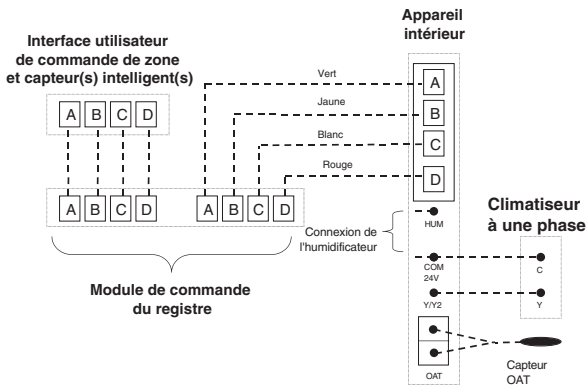 Appareil
intérieur
Interface utilisateur
de commande de zone
et capteur(s) intelligent(s)
A B C D
Vert
Jaune
Blanc
Rouge
A
B
C
D
A B C D
A B C D
Module de commande
du registre
Connexion de
l'humidificateur
HUM
COM
24V
Y/Y2
OAT
Climatiseur
à une phase
C
Y
Capteur
OAT